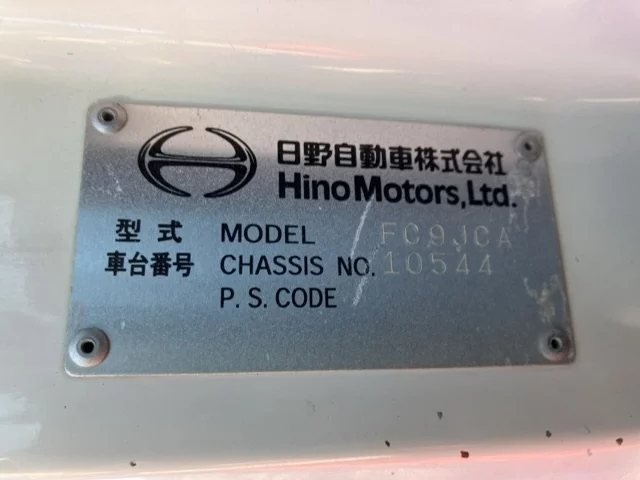 日野自動車株式会社
Hino Motors, Ltd.
型式 MODEL FC9JCA
車台番号 CHASSIS NO. 10544
P. S. CODE